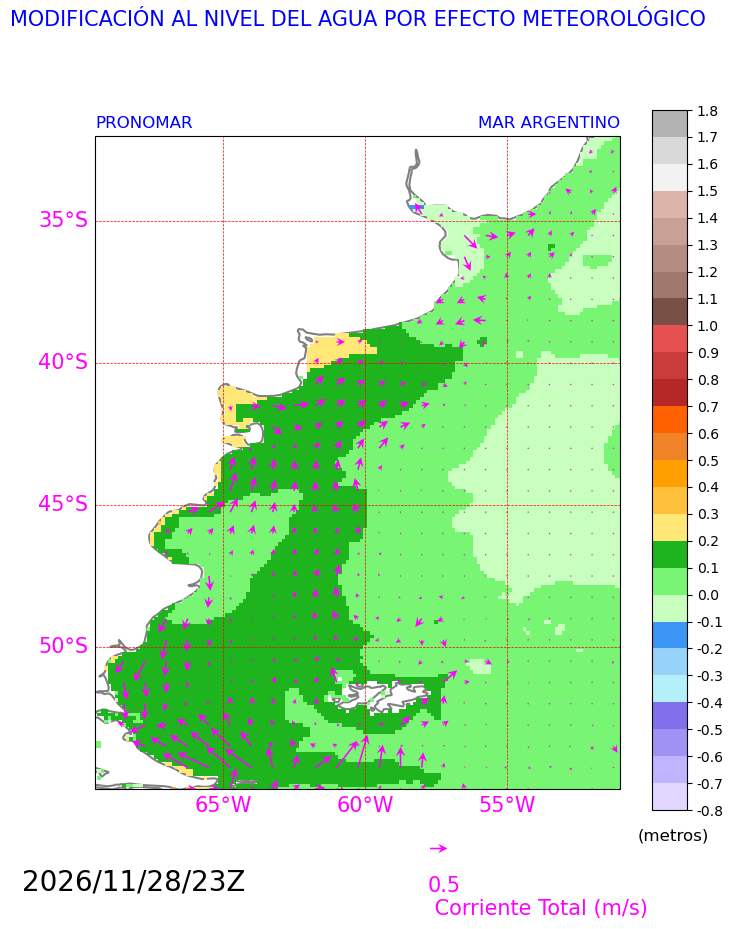 MODIFICACIÓN AL NIVEL DEL AGUA POR EFECTO METEOROLÓGICO
PRONOMAR MAR ARGENTINO
35°S
40°S
45°S
50°S
65°W 60°W 55°W
1.8
1.7
1.6
1.5
1.4
1.3
1.2
1.1
1.0
0.9
0.8
0.7
0.6
0.5
0.4
0.3
0.2
0.1
0.0
-0.1
-0.2
-0.3
-0.4
-0.5
-0.6
-0.7
-0.8
(metros)
2026/11/28/23Z
0.5
Corriente Total (m/s)